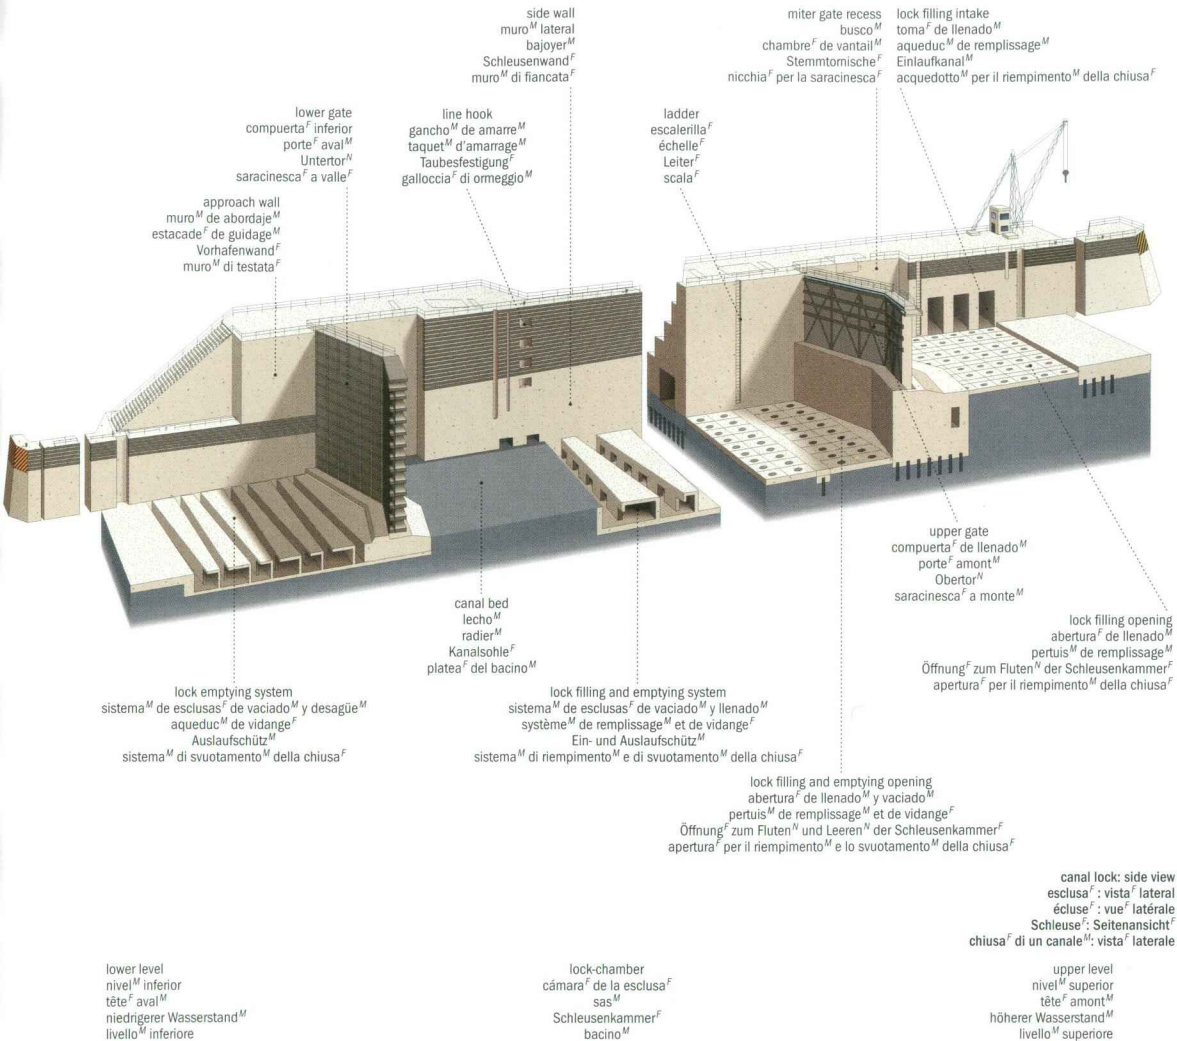 side wall
muroᴹ lateral
bajoyerᴹ
Schleusenwandᶠ
muroᴹ di fiancataᶠ
miter gate recess
buscoᴹ
chambreᶠ de vantailᴹ
Stemmtornischeᶠ
nicchiaᶠ per la saracinescaᶠ
lock filling intake
tomaᶠ de llenadoᴹ
aqueducᴹ de remplissageᴹ
Einlaufkanalᴹ
acquedottoᴹ per il riempimentoᴹ della chiusaᶠ
lower gate
compuertaᶠ inferior
porteᶠ avalᴹ
Untertorᴺ
saracinescaᶠ a valleᶠ
line hook
ganchoᴹ de amarreᴹ
taquetᴹ d'amarrageᴹ
Taubesfestigungᶠ
gallocciaᶠ di ormeggioᴹ
ladder
escalerillaᶠ
échelleᶠ
Leiterᶠ
scalaᶠ
approach wall
muroᴹ de abordajeᴹ
estacadeᶠ de guidageᴹ
Vorhafenwandᶠ
muroᴹ di testataᶠ
upper gate
compuertaᶠ de llenadoᴹ
porteᶠ amontᴹ
Obertorᴺ
saracinescaᶠ a monteᴹ
canal bed
lechoᴹ
radierᴹ
Kanalsohleᶠ
plateaᶠ del bacinoᴹ
lock filling opening
aberturaᶠ de llenadoᴹ
pertuisᴹ de remplissageᴹ
Öffnungᶠ zum Flutenᴺ der Schleusenkammerᶠ
aperturaᶠ per il riempimentoᴹ della chiusaᶠ
lock emptying system
sistemaᴹ de esclusasᶠ de vaciadoᴹ y desagüeᴹ
aqueducᴹ de vidangeᶠ
Auslaufschützᴹ
sistemaᴹ di svuotamentoᴹ della chiusaᶠ
lock filling and emptying system
sistemaᴹ de esclusasᶠ de vaciadoᴹ y llenadoᴹ
systèmeᴹ de remplissageᴹ et de vidangeᶠ
Ein- und Auslaufschützᴹ
sistemaᴹ di riempimentoᴹ e di svuotamentoᴹ della chiusaᶠ
lock filling and emptying opening
aberturaᶠ de llenadoᴹ y vaciadoᴹ
pertuisᴹ de remplissageᴹ et de vidangeᶠ
Öffnungᶠ zum Flutenᴺ und Leerenᴺ der Schleusenkammerᶠ
aperturaᶠ per il riempimentoᴹ e lo svuotamentoᴹ della chiusaᶠ
canal lock: side view
esclusaᶠ : vistaᶠ lateral
écluseᶠ : vueᶠ latérale
Schleuseᶠ: Seitenansichtᶠ
chiusaᶠ di un canaleᴹ: vistaᶠ laterale
lower level
nivelᴹ inferior
têteᶠ avalᴹ
niedrigerer Wasserstandᴹ
livelloᴹ inferiore
lock-chamber
cámaraᶠ de la esclusaᶠ
sasᴹ
Schleusenkammerᶠ
bacinoᴹ
upper level
nivelᴹ superior
têteᶠ amontᴹ
höherer Wasserstandᴹ
livelloᴹ superiore